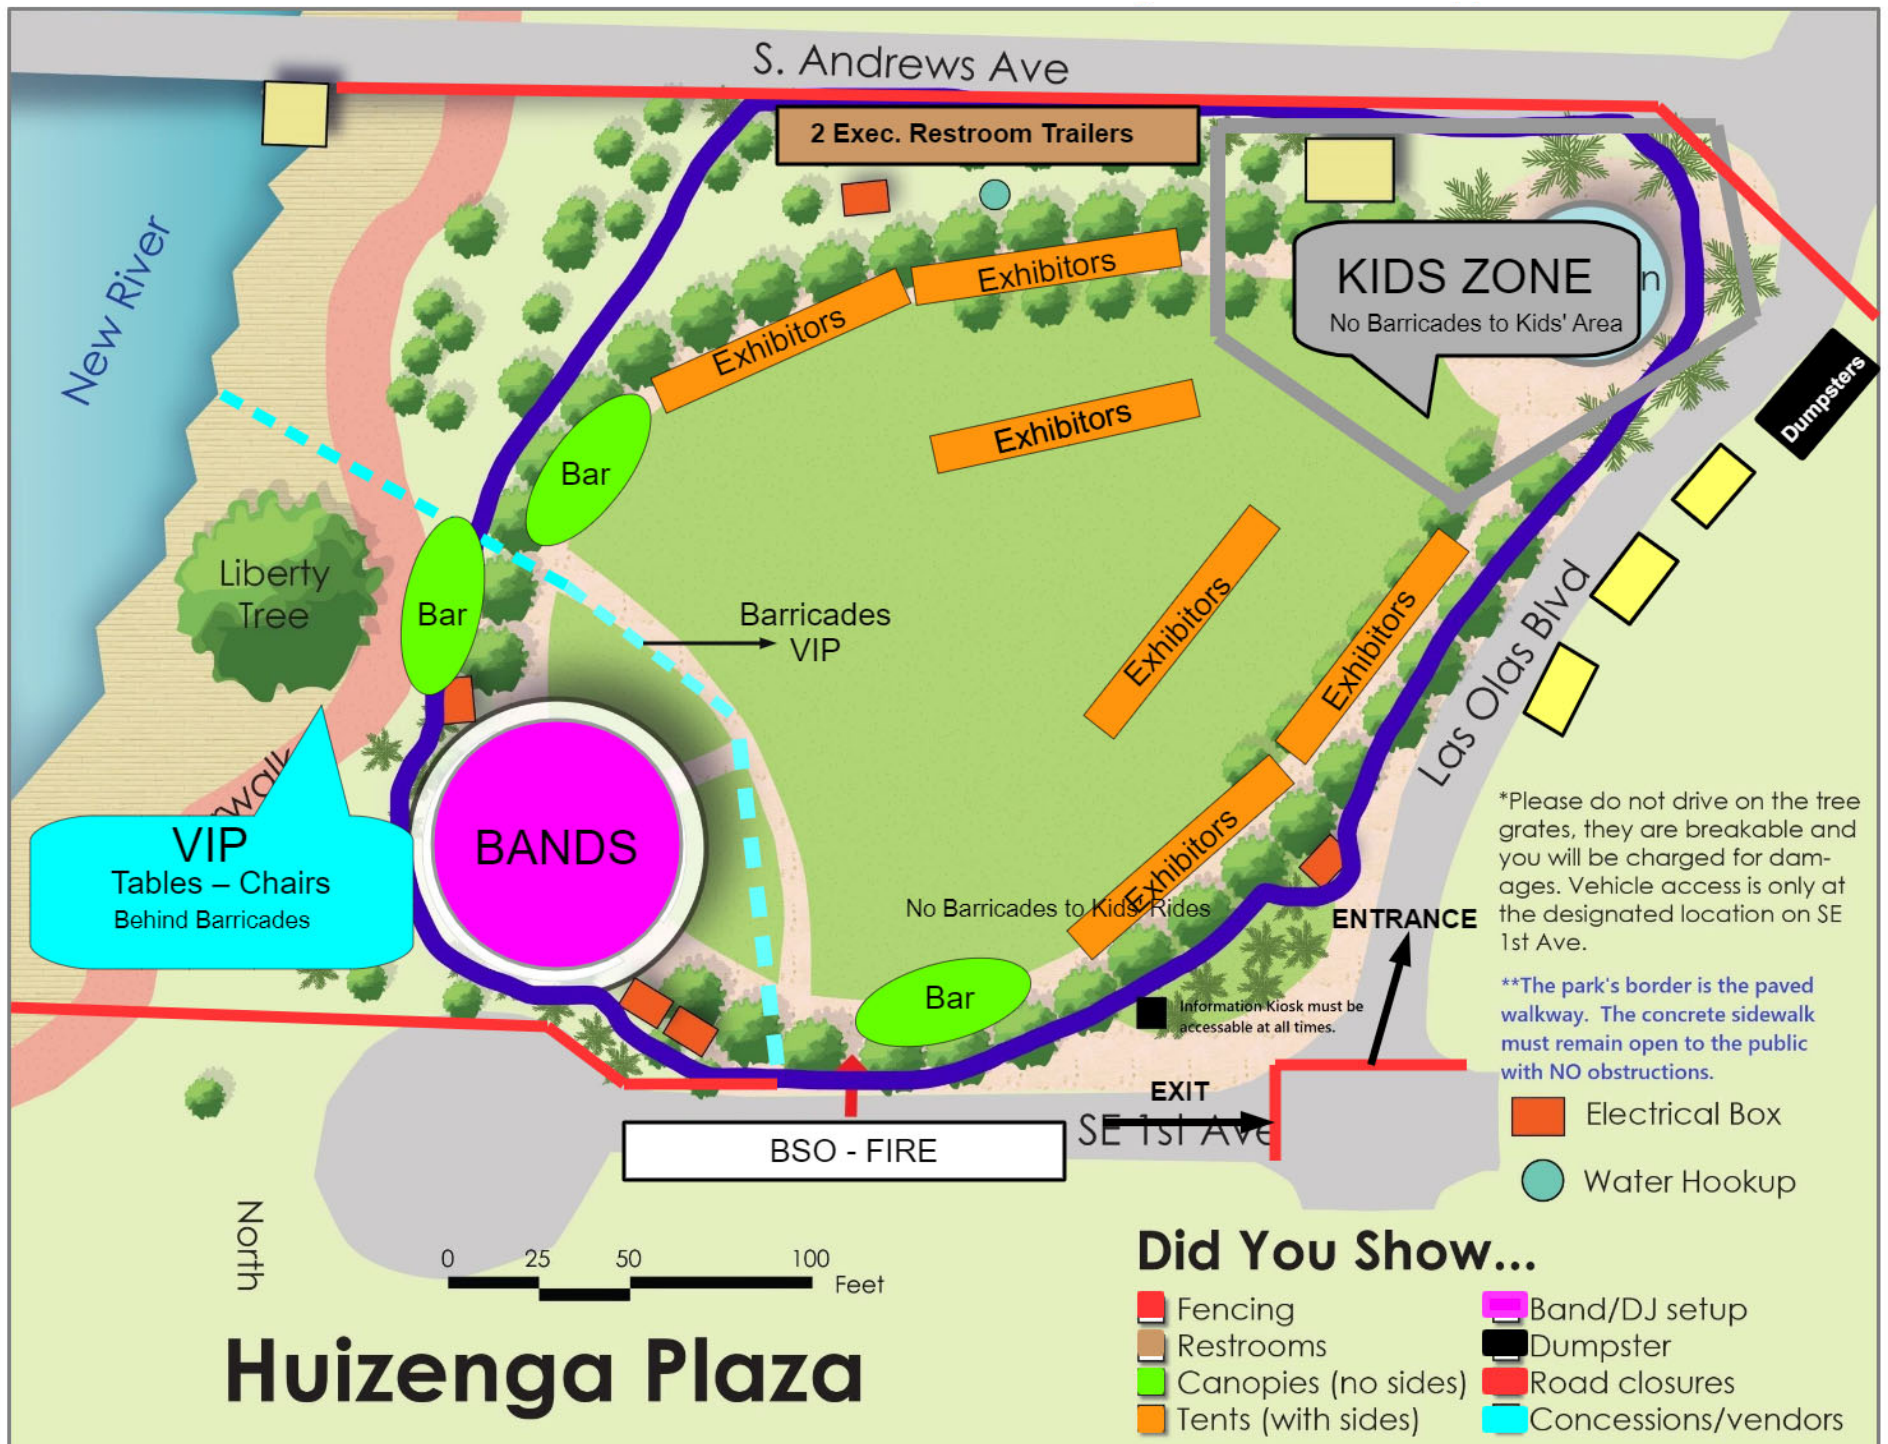 S. Andrews Ave
2 Exec. Restroom Trailers
New River
Exhibitors
Exhibitors
KIDS ZONE
n
No Barricades to Kids' Area
Dumpsters
Exhibitors
Bar
Liberty
Tree
Bar
Barricades
VIP
Exhibitors
Exhibitors
Las Olas Blvd
rwalk
VIP
Tables – Chairs
Behind Barricades
BANDS
Exhibitors
No Barricades to Kids' Rides
ENTRANCE
*Please do not drive on the tree
grates, they are breakable and
you will be charged for dam-
ages. Vehicle access is only at
the designated location on SE
1st Ave.
Bar
Information Kiosk must be
accessable at all times.
**The park's border is the paved
walkway. The concrete sidewalk
must remain open to the public
with NO obstructions.
EXIT
SE 1st Ave
BSO - FIRE
Electrical Box
Water Hookup
North
0 25 50 100
Feet
Huizenga Plaza
Did You Show...
Fencing
Restrooms
Canopies (no sides)
Tents (with sides)
Band/DJ setup
Dumpster
Road closures
Concessions/vendors